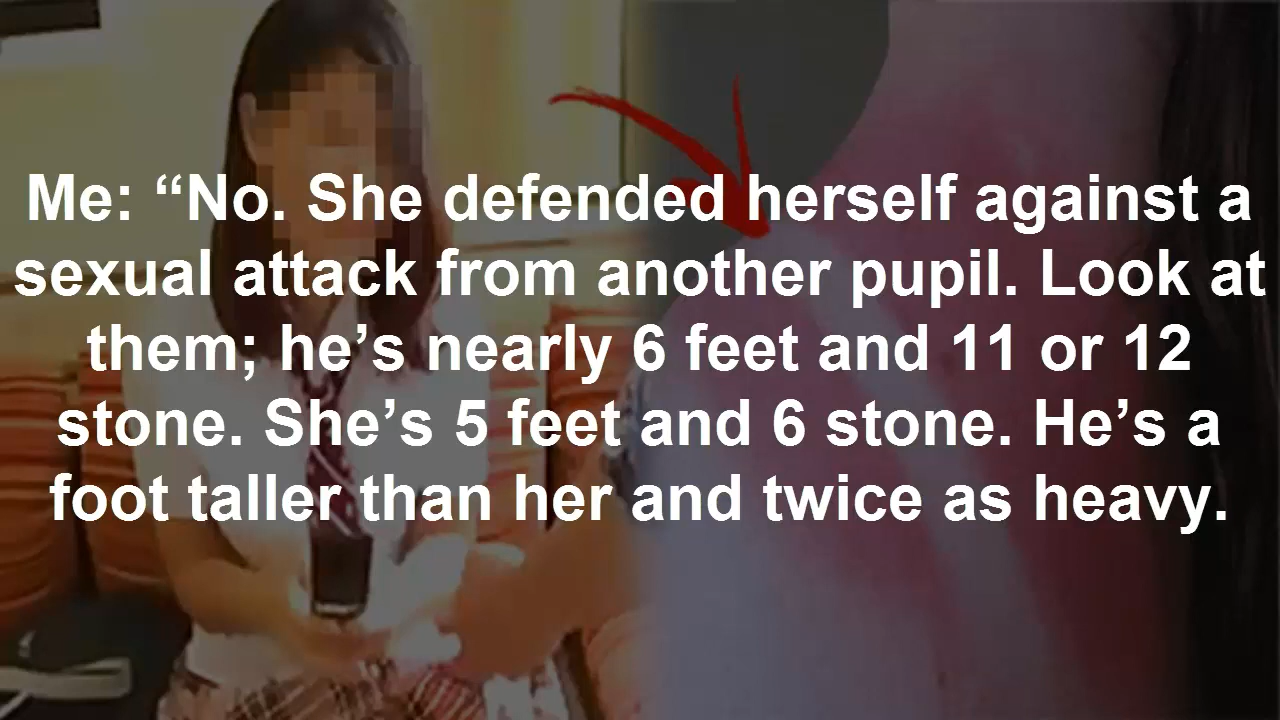 Me: “No. She defended herself against a
sexual attack from another pupil. Look at
them; he’s nearly 6 feet and 11 or 12
stone. She’s 5 feet and 6 stone. He’s a
foot taller than her and twice as heavy.